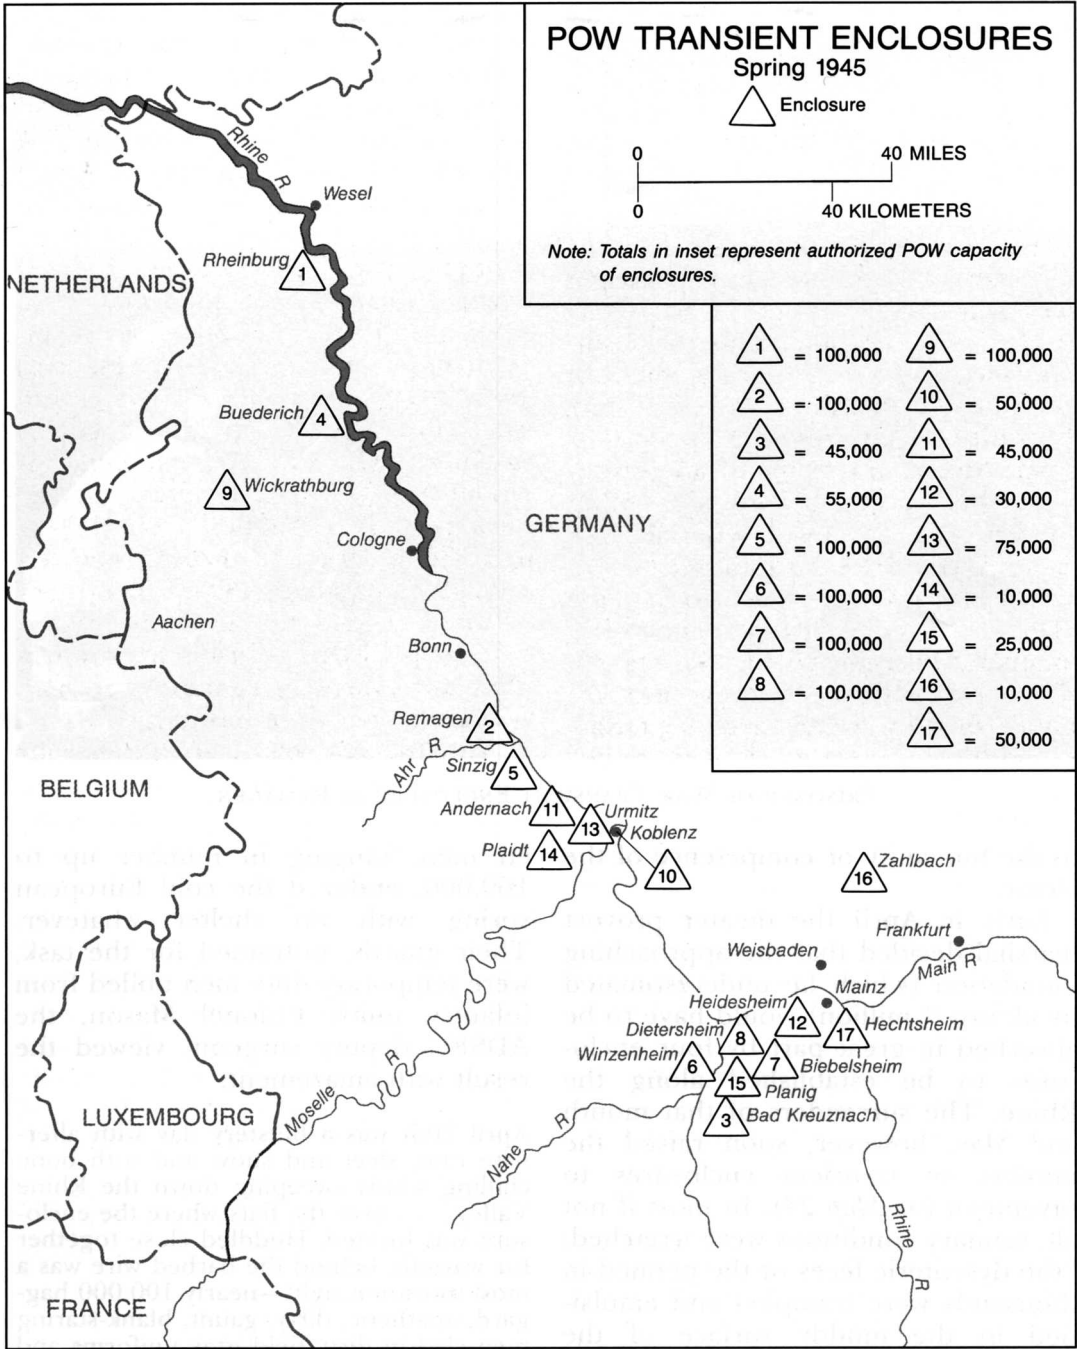 POW TRANSIENT ENCLOSURES
Spring 1945
Enclosure
0 40 MILES
0 40 KILOMETERS
Note: Totals in inset represent authorized POW capacity
of enclosures.
1 = 100,000 9 = 100,000
2 = 100,000 10 = 50,000
3 = 45,000 11 = 45,000
4 = 55,000 12 = 30,000
5 = 100,000 13 = 75,000
6 = 100,000 14 = 10,000
7 = 100,000 15 = 25,000
8 = 100,000 16 = 10,000
17 = 50,000
Rhine R
Wesel
NETHERLANDS
Rheinburg
1
Buederich
4
9
Wickrathburg
GERMANY
Cologne
Aachen
Bonn
Remagen
2
Ahr R
Sinzig
5
BELGIUM
Andernach
11
Urmitz
13
Koblenz
Plaidt
14
10
Zahlbach
16
Frankfurt
Weisbaden
Main R
Mainz
Heidesheim
12
Hechtsheim
17
Dietersheim
8
Winzenheim
6
7
Biebelsheim
15
Planig
3
Bad Kreuznach
Moselle R
LUXEMBOURG
Nahe R
Rhine R
FRANCE